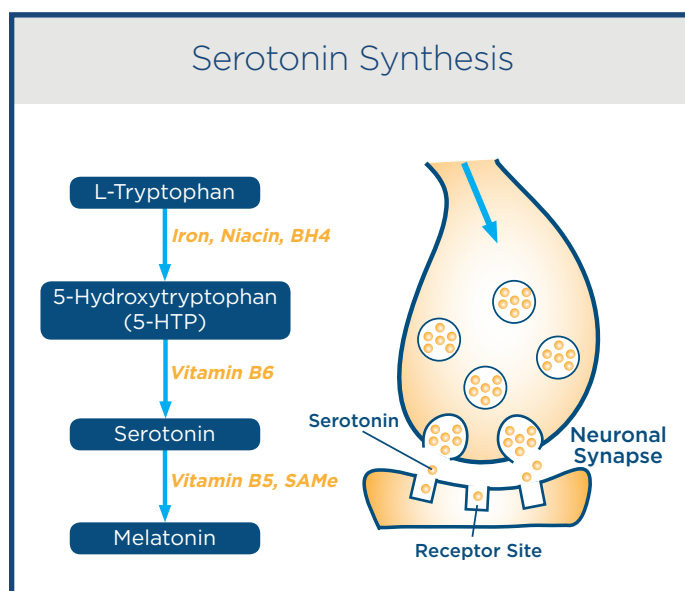 Serotonin Synthesis
L-Tryptophan
Iron, Niacin, BH4
5-Hydroxytryptophan
(5-HTP)
Vitamin B6
Serotonin
Vitamin B5, SAMe
Melatonin
Serotonin
Neuronal
Synapse
Receptor Site